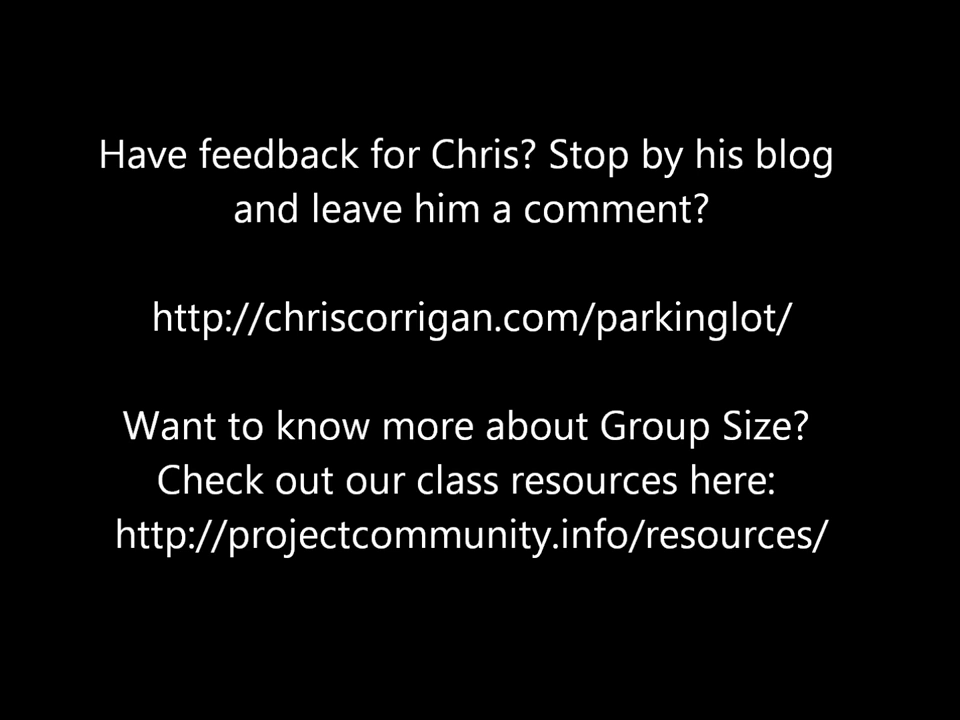 Have feedback for Chris? Stop by his blog
and leave him a comment?
http://chriscorrigan.com/parkinglot/
Want to know more about Group Size?
Check out our class resources here:
http://projectcommunity.info/resources/